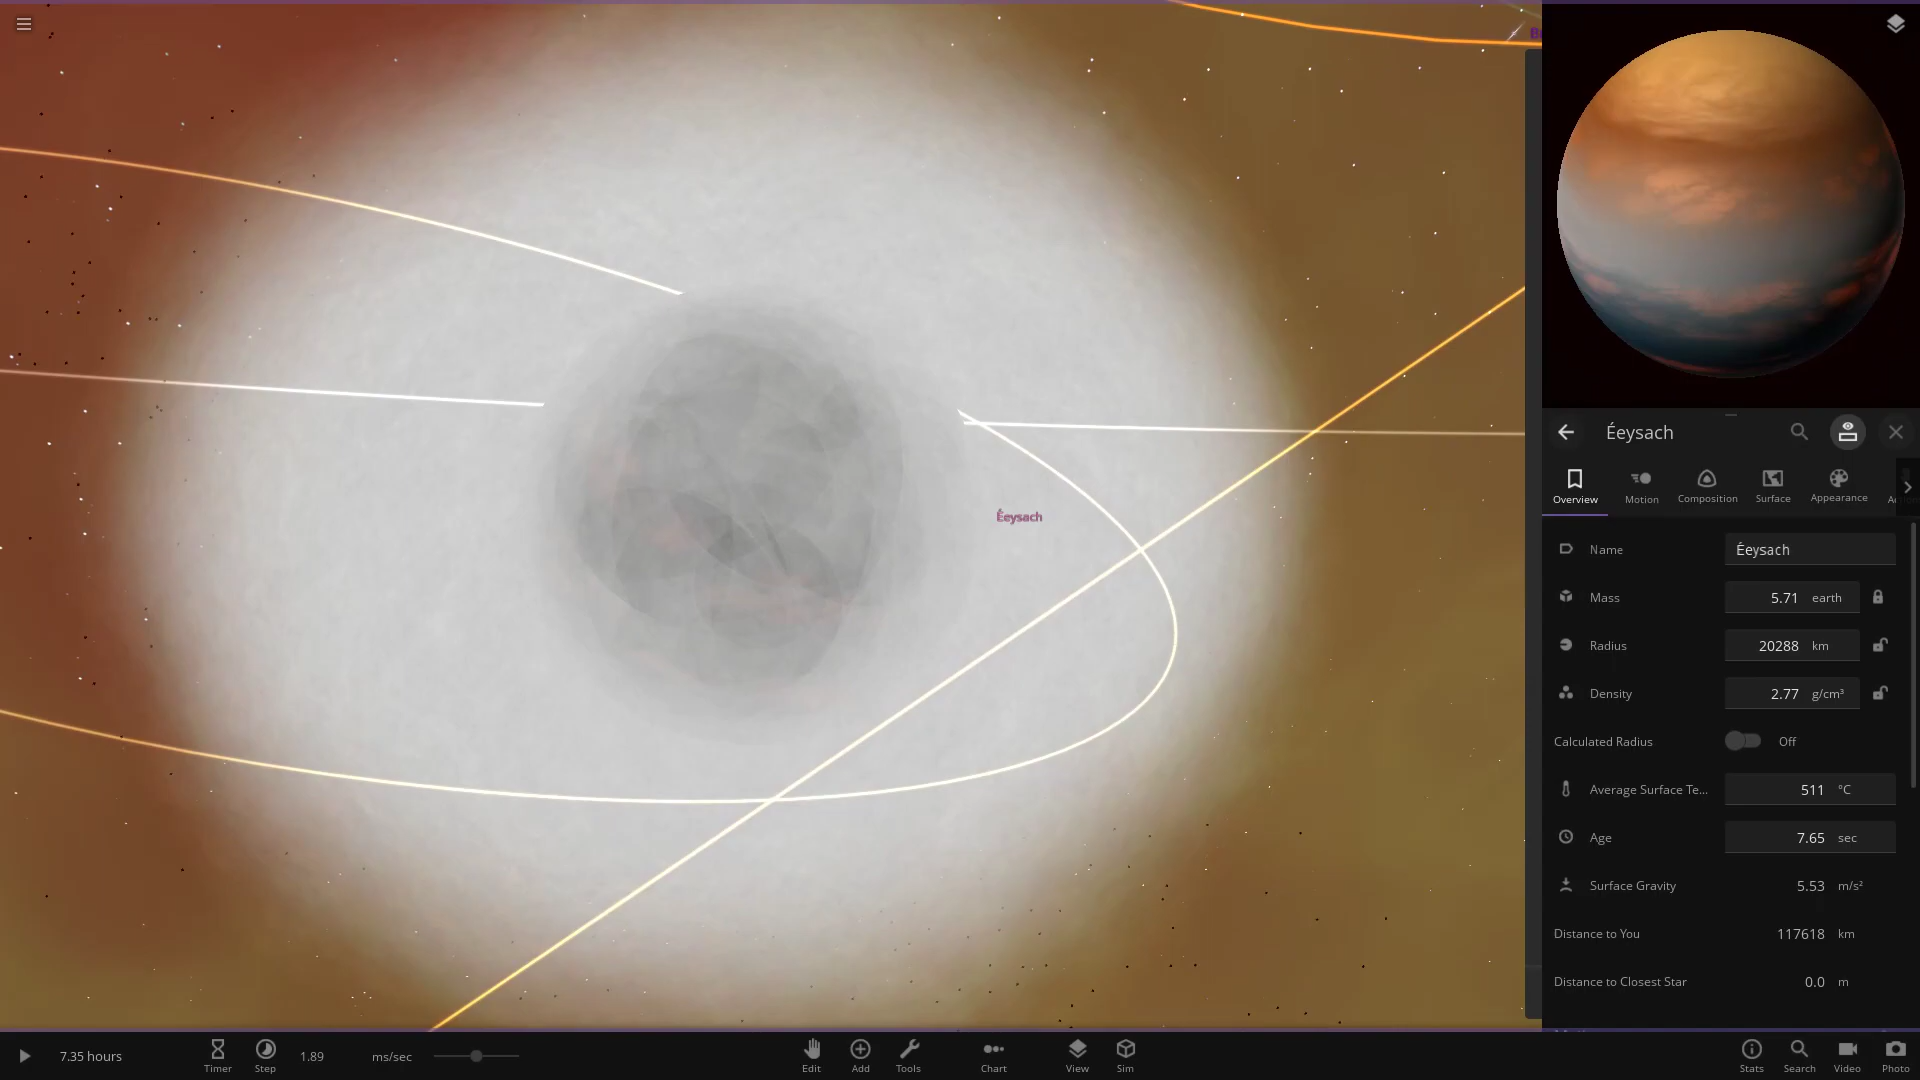 Éeysach
Éeysach
Overview
Motion
Composition
Surface
Appearance
Name
Éeysach
Mass
5.71 earth
Radius
20288 km
Density
2.77 g/cm³
Calculated Radius
Off
Average Surface Te...
511 °C
Age
7.65 sec
Surface Gravity
5.53 m/s²
Distance to You
117618 km
Distance to Closest Star
0.0 m
7.35 hours
Timer
Step
1.89 ms/sec
Edit
Add
Tools
Chart
View
Sim
Stats
Search
Video
Photo